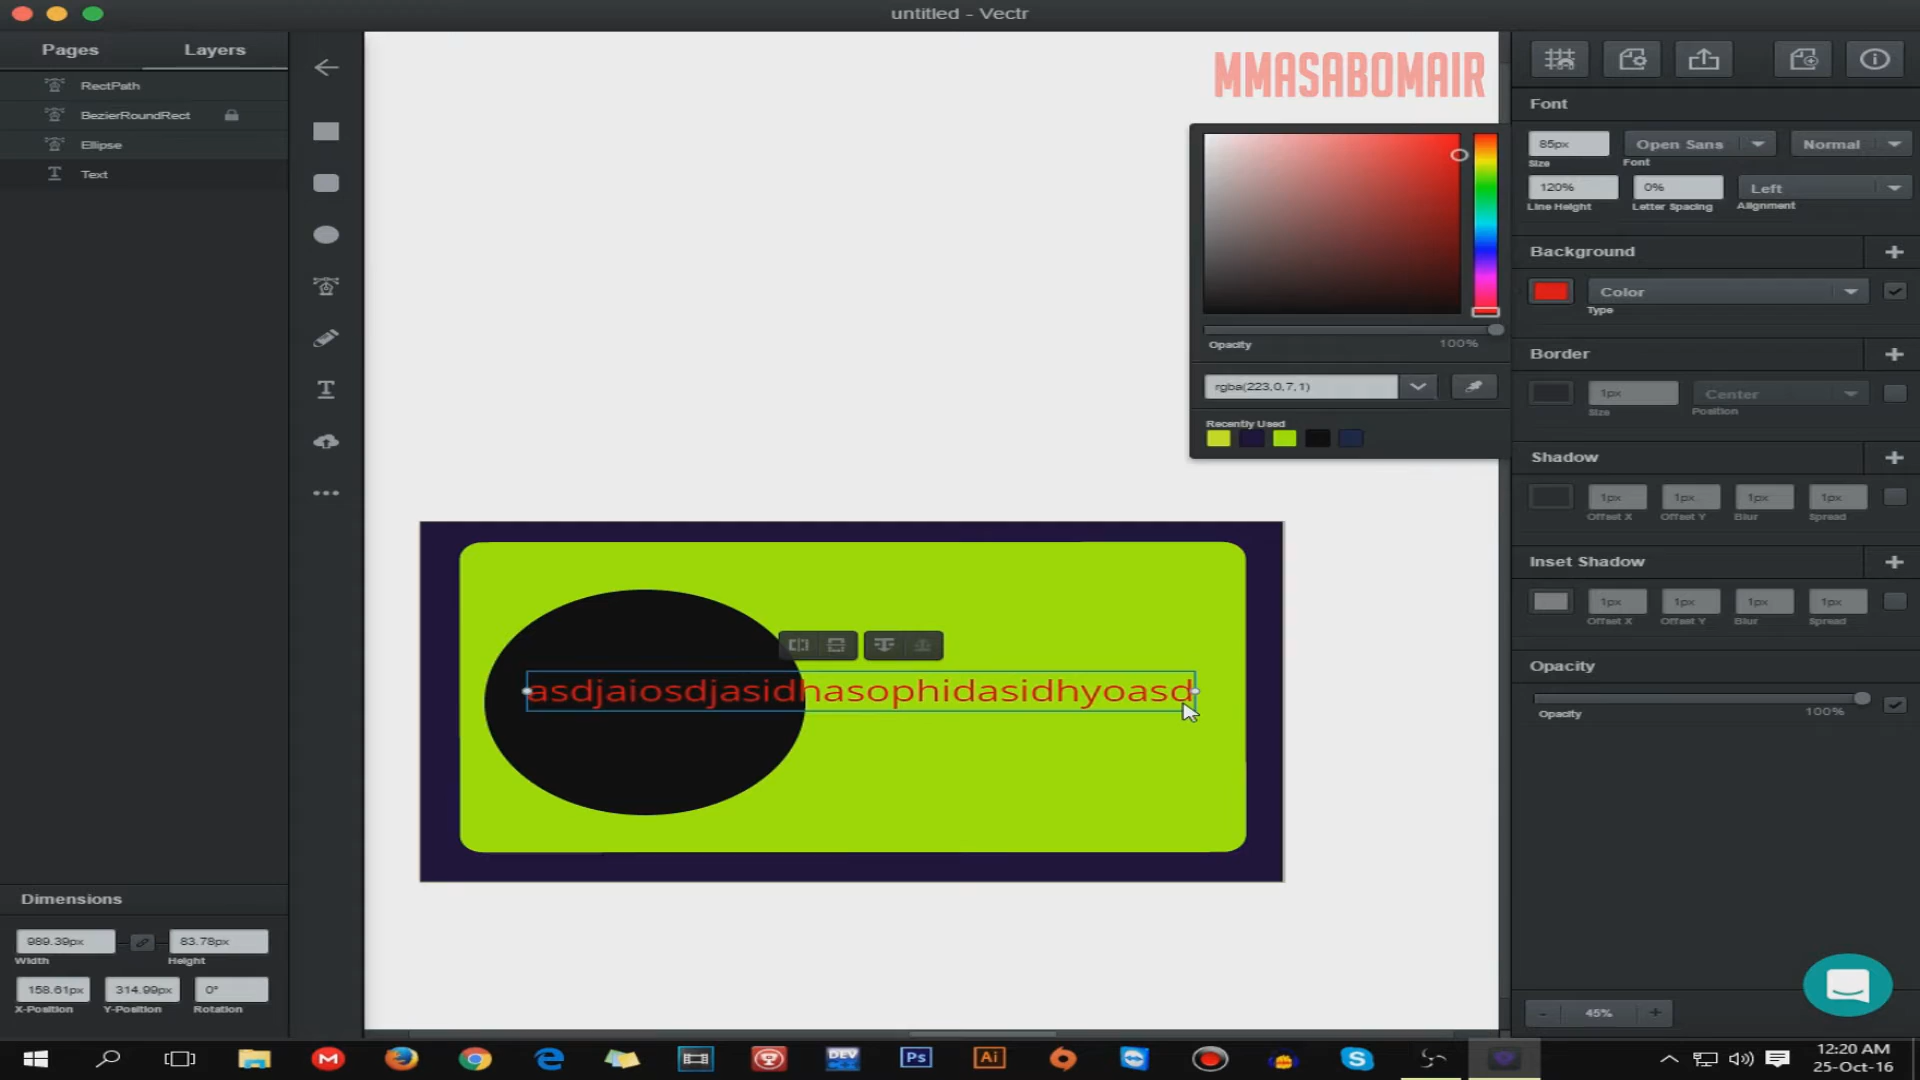 untitled - Vectr
Pages
Layers
RectPath
BezierRoundRect
Ellipse
Text
MMASABOMAIR
Opacity
100%
rgba(223,0,7,1)
Recently Used
Font
85px
Open Sans
Normal
Size
Font
120%
0%
Left
Line Height
Letter Spacing
Alignment
Background
Color
Type
Border
1px
Center
Size
Position
Shadow
1px
1px
1px
1px
Offset X
Offset Y
Blur
Spread
Inset Shadow
1px
1px
1px
1px
Offset X
Offset Y
Blur
Spread
Opacity
Opacity
100%
asdjaiosdjasidhasophidasidhyoasd
Dimensions
989.39px
83.78px
Width
Height
158.61px
314.99px
0°
X-Position
Y-Position
Rotation
- 45% +
DEV
Ps
Ai
12:20 AM
25-Oct-16